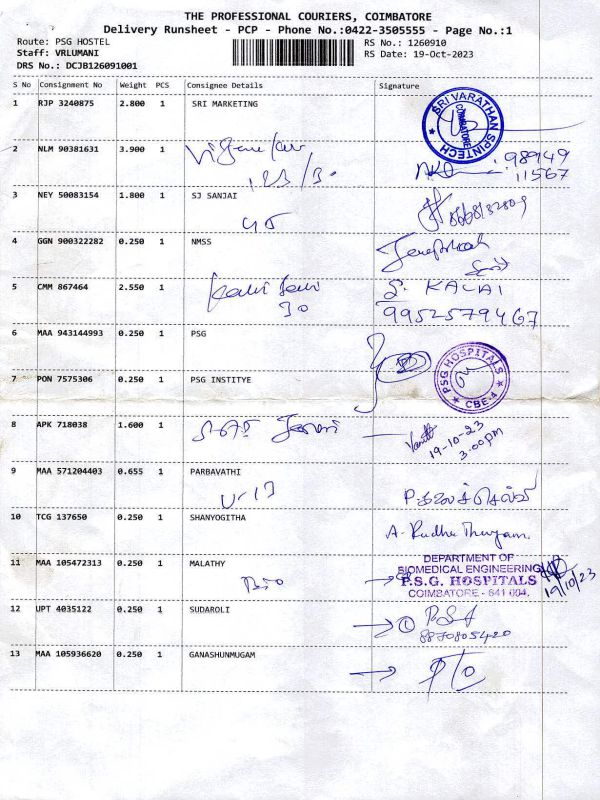 THE PROFESSIONAL COURIERS, COIMBATORE
Delivery Runsheet - PCP - Phone No.:0422-3505555 - Page No.:1
Route: PSG HOSTEL
RS No.: 1260910
Staff: VRLUMANI
RS Date: 19-Oct-2023
DRS No.: DCJB126091001
S No Consignment No Weight PCS Consignee Details Signature
1 RJP 3240875 2.800 1 SRI MARKETING
SRI VARATHAN SPINTECH COIMBATORE
2 NLM 90381631 3.900 1
98949
11567
3 NEY 50083154 1.800 1 SJ SANJAI
4 GGN 900322282 0.250 1 NMSS
5 CMM 867464 2.550 1 S. KALAI
30 9952579467
6 MAA 943144993 0.250 1 PSG
PSG HOSPITALS CBE-4
7 PON 7575306 0.250 1 PSG INSTITYE
8 APK 718038 1.600 1
19-10-23
3.00pm
9 MAA 571204403 0.655 1 PARBAVATHI
10 TCG 137650 0.250 1 SHANYOGITHA
11 MAA 105472313 0.250 1 MALATHY
DEPARTMENT OF
BIOMEDICAL ENGINEERING
P.S.G. HOSPITALS
COIMBATORE - 641 004.
19/10/23
12 UPT 4035122 0.250 1 SUDAROLI
8870805420
13 MAA 105936620 0.250 1 GANASHUNMUGAM